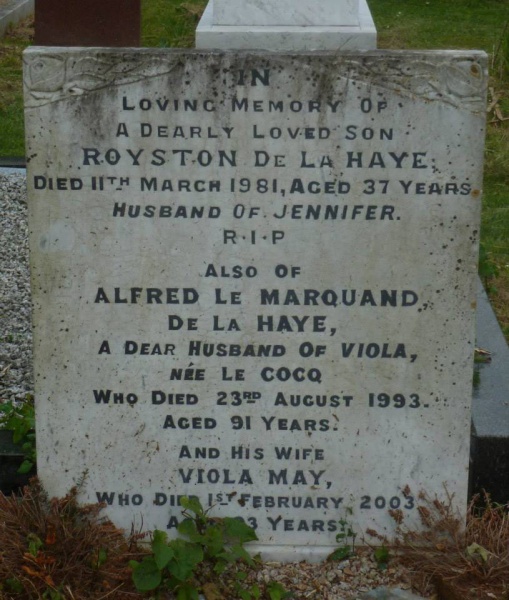 IN
LOVING MEMORY OF
A DEARLY LOVED SON
ROYSTON DE LA HAYE
DIED 11TH MARCH 1981, AGED 37 YEARS
HUSBAND OF JENNIFER.
R·I·P
ALSO OF
ALFRED LE MARQUAND
DE LA HAYE,
A DEAR HUSBAND OF VIOLA,
NÉE LE COCQ
WHO DIED 23RD AUGUST 1993.
AGED 91 YEARS.
AND HIS WIFE
VIOLA MAY,
WHO DIED 1ST FEBRUARY 2003
YEARS